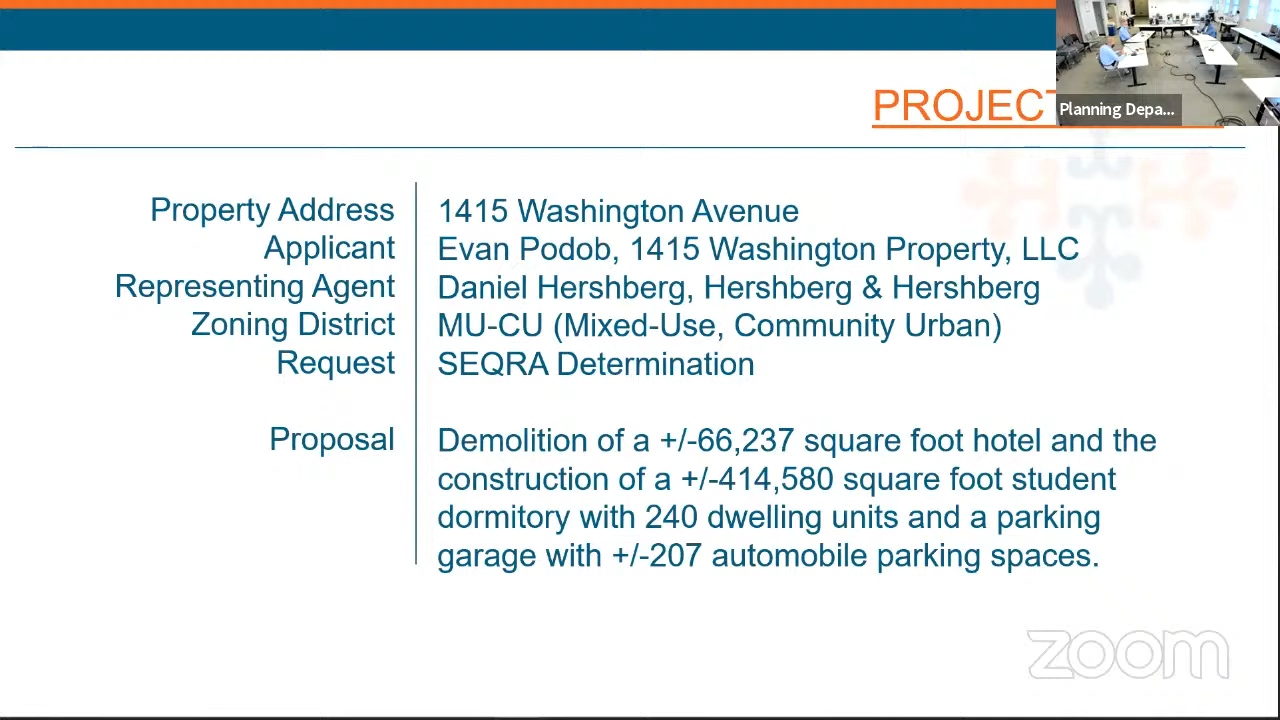 PROJECT
Planning Depa...
Property Address 1415 Washington Avenue
Applicant Evan Podob, 1415 Washington Property, LLC
Representing Agent Daniel Hershberg, Hershberg & Hershberg
Zoning District MU-CU (Mixed-Use, Community Urban)
Request SEQRA Determination
Proposal Demolition of a +/-66,237 square foot hotel and the
construction of a +/-414,580 square foot student
dormitory with 240 dwelling units and a parking
garage with +/-207 automobile parking spaces.
zoom